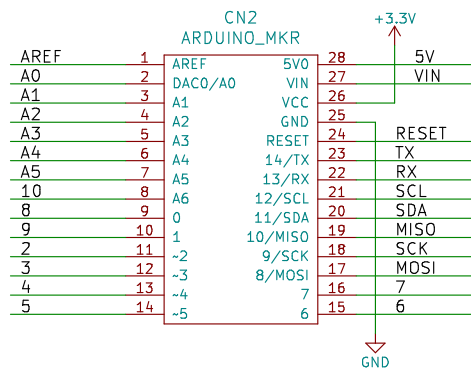 CN2
ARDUINO_MKR
+3.3V
AREF 1 AREF 5V0 28 5V
A0 2 DAC0/A0 VIN 27 VIN
A1 3 A1 VCC 26
A2 4 A2 GND 25
A3 5 A3 RESET 24 RESET
A4 6 A4 14/TX 23 TX
A5 7 A5 13/RX 22 RX
10 8 A6 12/SCL 21 SCL
8 9 0 11/SDA 20 SDA
9 10 1 10/MISO 19 MISO
2 11 ~2 9/SCK 18 SCK
3 12 ~3 8/MOSI 17 MOSI
4 13 ~4 7 16 7
5 14 ~5 6 15 6
GND